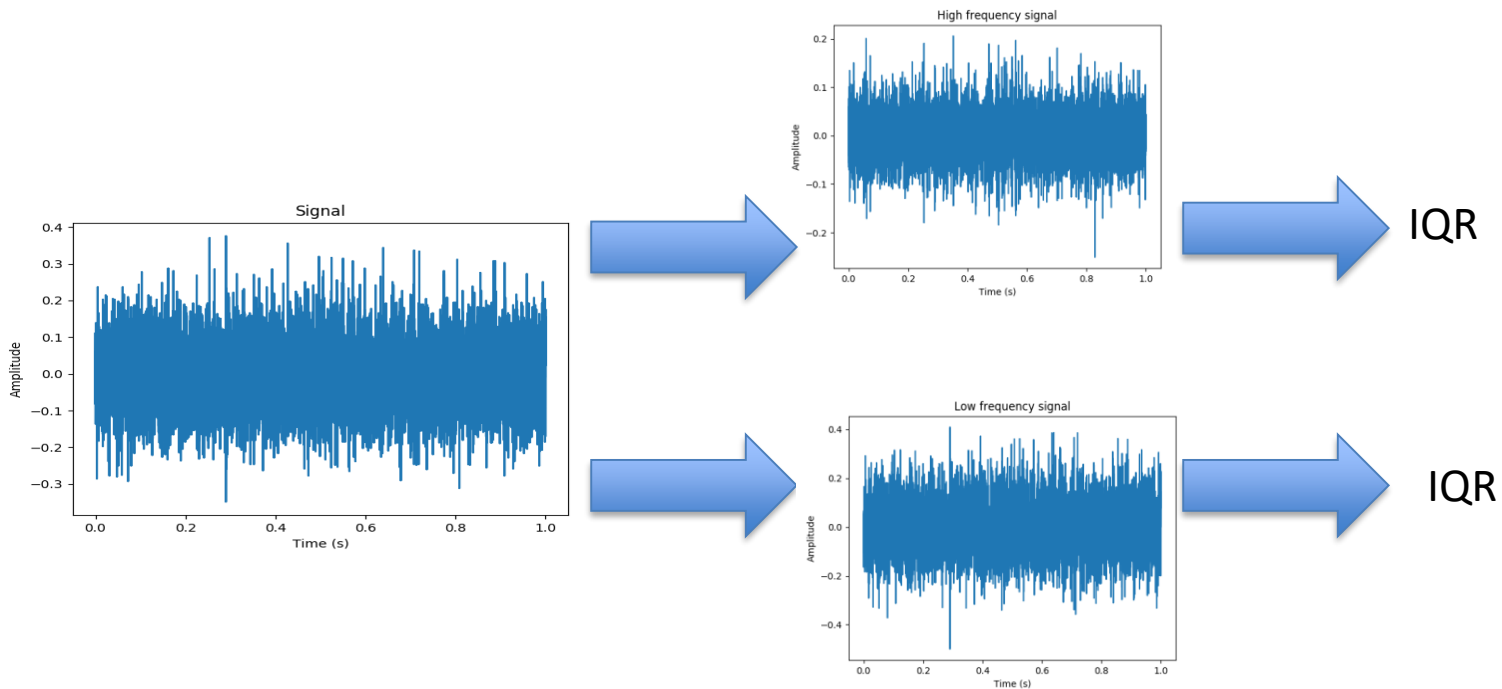 Signal
Amplitude
0.4
0.3
0.2
0.1
0.0
−0.1
−0.2
−0.3
0.0 0.2 0.4 0.6 0.8 1.0
Time (s)
High frequency signal
Amplitude
0.2
0.1
0.0
−0.1
−0.2
0.0 0.2 0.4 0.6 0.8 1.0
Time (s)
IQR
Low frequency signal
Amplitude
0.4
0.2
0.0
−0.2
−0.4
0.0 0.2 0.4 0.6 0.8 1.0
Time (s)
IQR